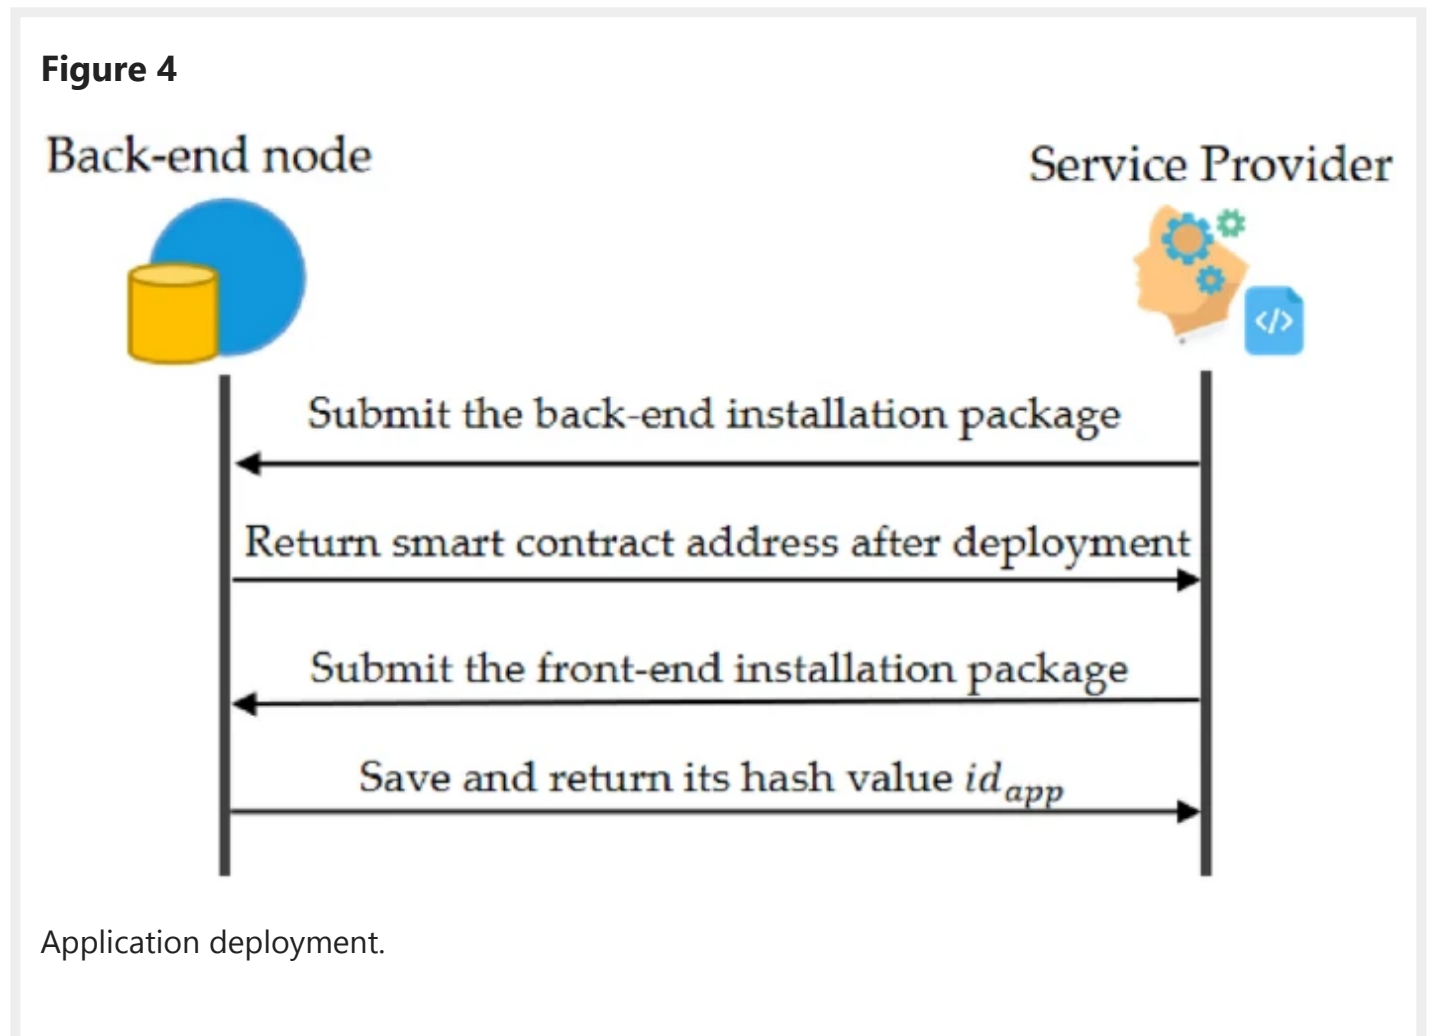 Figure 4
Back-end node
Service Provider
</>
Submit the back-end installation package
Return smart contract address after deployment
Submit the front-end installation package
Save and return its hash value id_app
Application deployment.